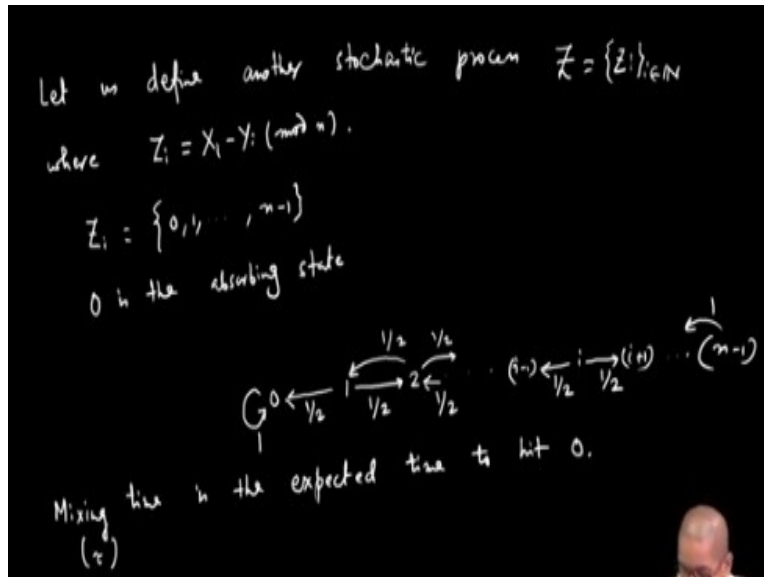 Let us define another stochastic process Z = {Zi}i∈N
where Zi = Xi - Yi (mod n).
Zi = {0, 1, ..., n-1}
0 is the absorbing state
1/2 1/2 1
0 1 2 ... (i-1) i (i+1) ... (n-1)
1/2 1/2 1/2 1/2 1/2
1
Mixing time is the expected time to hit 0.
(τ)